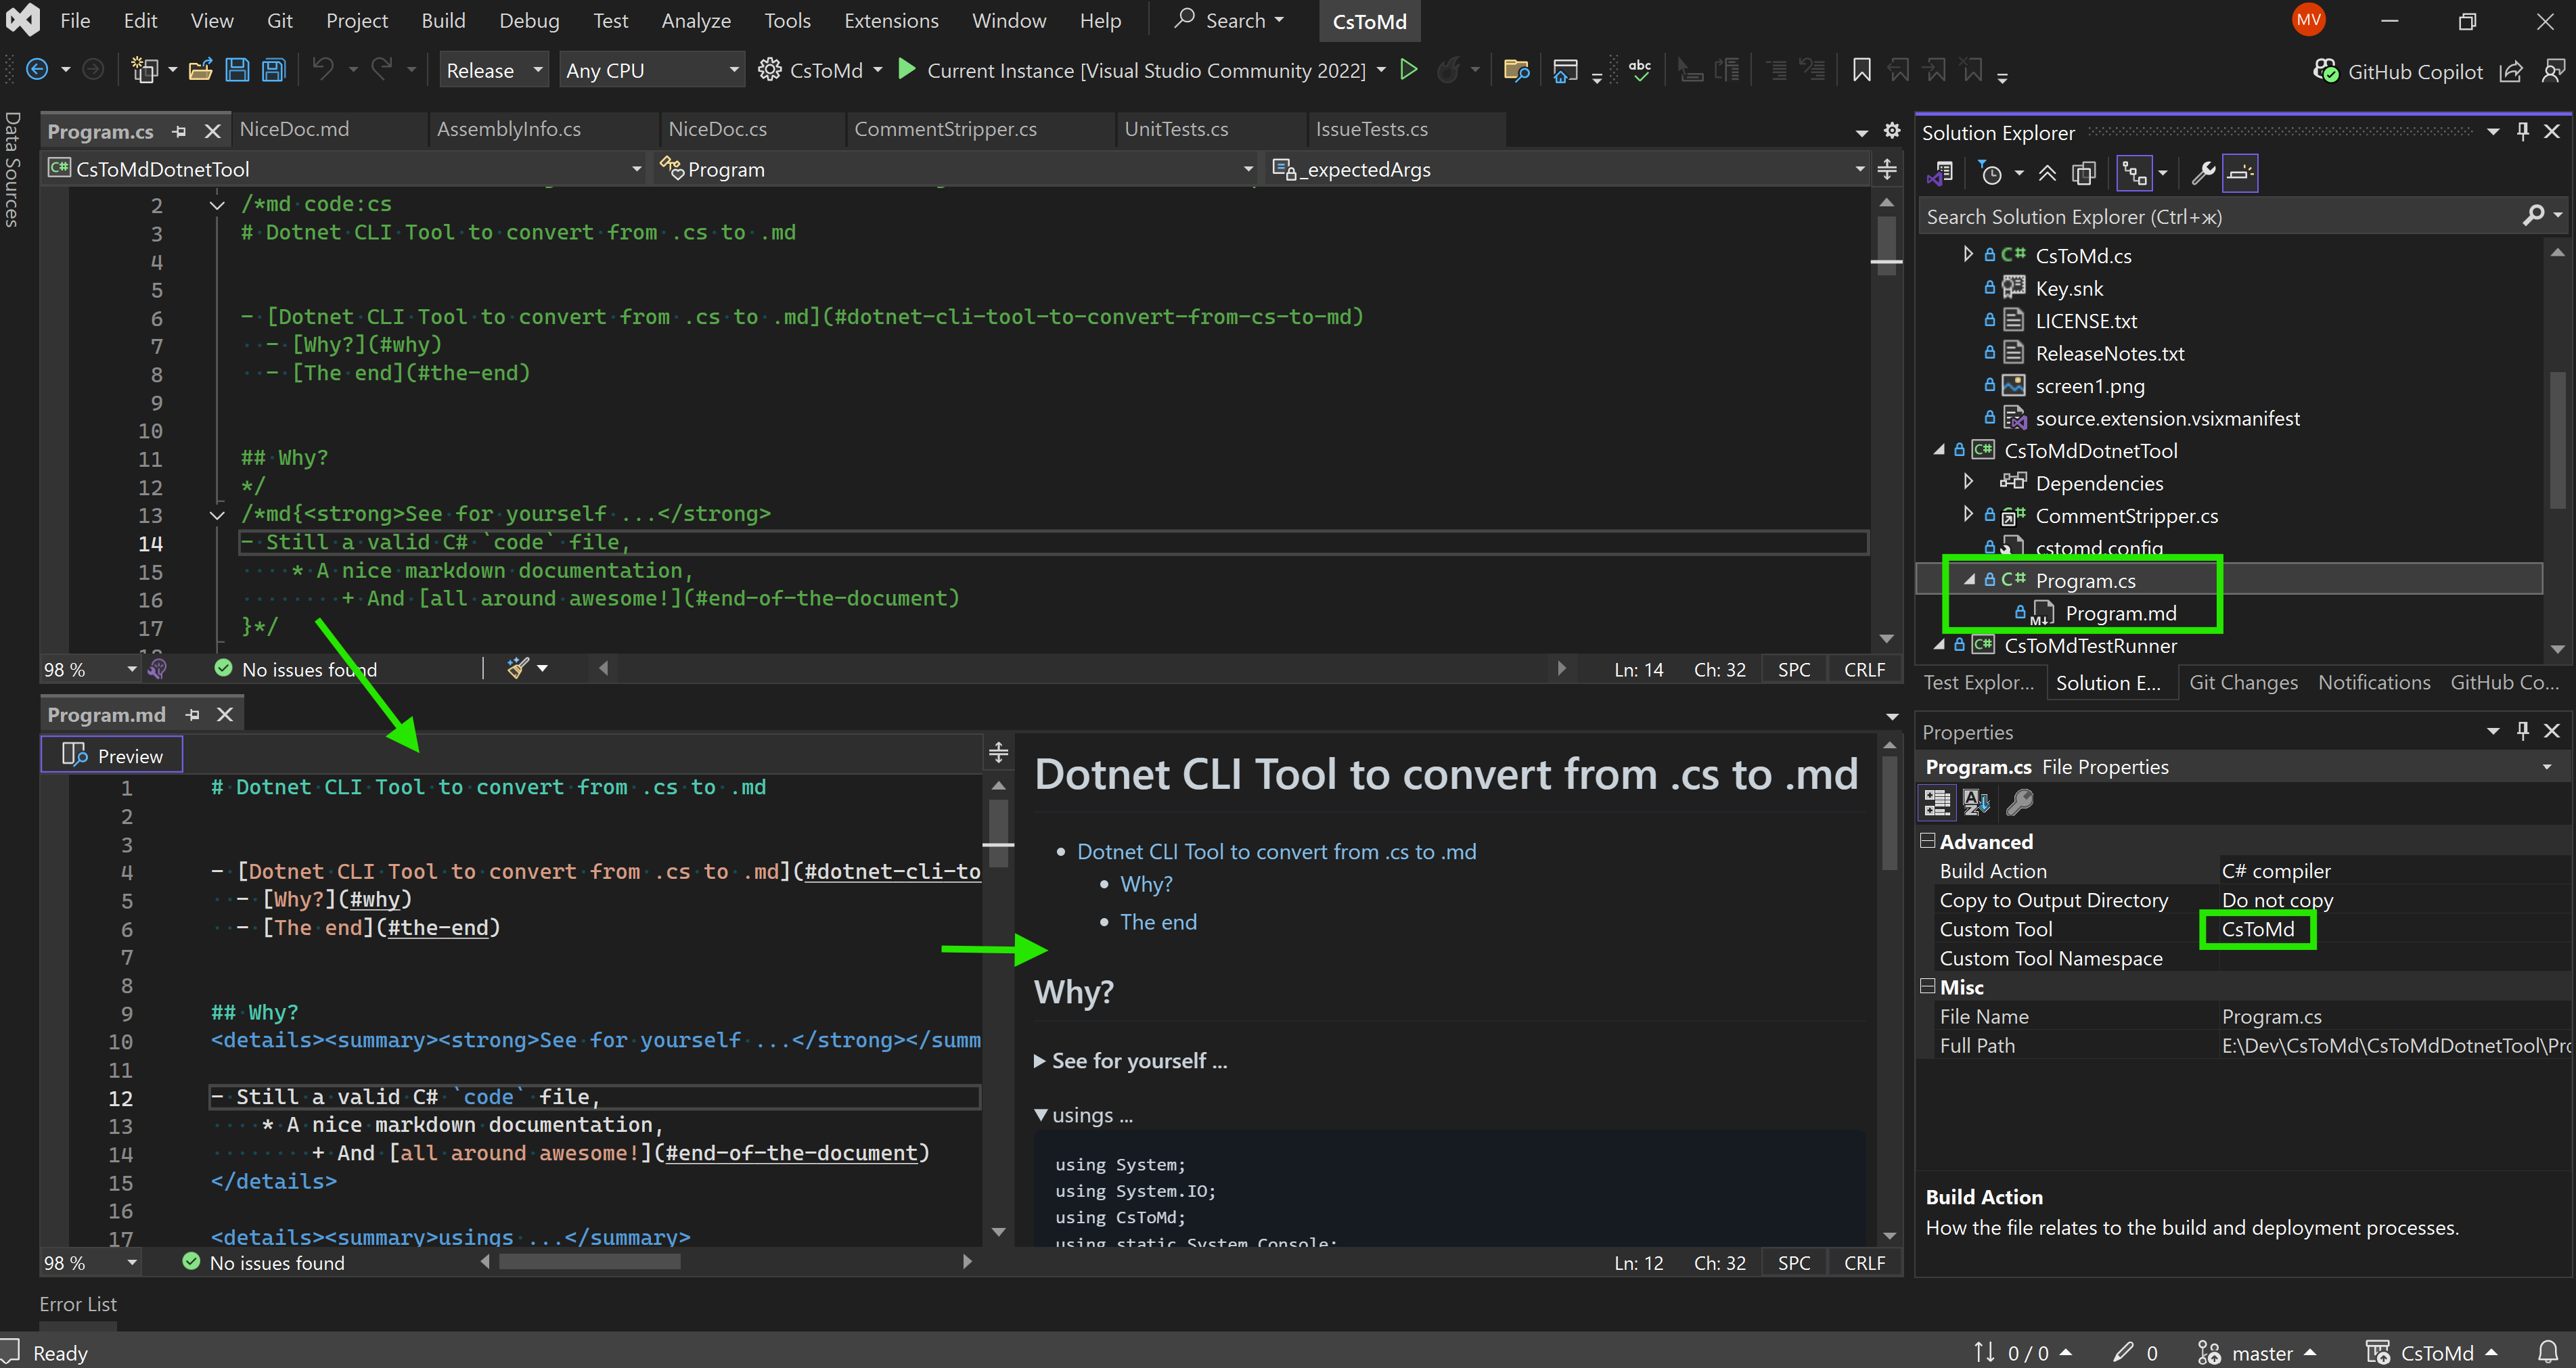 File Edit View Git Project Build Debug Test Analyze Tools Extensions Window Help Search CsToMd MV
Release Any CPU CsToMd Current Instance [Visual Studio Community 2022] abc GitHub Copilot
Data Sources
Program.cs NiceDoc.md AssemblyInfo.cs NiceDoc.cs CommentStripper.cs UnitTests.cs IssueTests.cs
C# CsToMdDotnetTool Program _expectedArgs
2 /*md code:cs
3 # Dotnet CLI Tool to convert from .cs to .md
4
5
6 - [Dotnet CLI Tool to convert from .cs to .md](#dotnet-cli-tool-to-convert-from-cs-to-md)
7 - [Why?](#why)
8 - [The end](#the-end)
9
10
11 ## Why?
12 */
13 /*md{<strong>See for yourself ...</strong>
14 - Still a valid C# `code` file,
15 * A nice markdown documentation,
16 + And [all around awesome!](#end-of-the-document)
17 }*/
98 % No issues found Ln: 14 Ch: 32 SPC CRLF
Program.md
Preview
1 # Dotnet CLI Tool to convert from .cs to .md
2
3
4 - [Dotnet CLI Tool to convert from .cs to .md](#dotnet-cli-to
5 - [Why?](#why)
6 - [The end](#the-end)
7
8
9 ## Why?
10 <details><summary><strong>See for yourself ...</strong></summ
11
12 - Still a valid C# `code` file,
13 * A nice markdown documentation,
14 + And [all around awesome!](#end-of-the-document)
15 </details>
16
17 <details><summary>usings ...</summary>
Dotnet CLI Tool to convert from .cs to .md
• Dotnet CLI Tool to convert from .cs to .md
• Why?
• The end
Why?
See for yourself ...
usings ...
using System;
using System.IO;
using CsToMd;
using static System.Console;
98 % No issues found Ln: 12 Ch: 32 SPC CRLF
Error List
Solution Explorer
Search Solution Explorer (Ctrl+ж)
C# CsToMd.cs
Key.snk
LICENSE.txt
ReleaseNotes.txt
screen1.png
source.extension.vsixmanifest
C# CsToMdDotnetTool
Dependencies
CommentStripper.cs
cstomd.config
C# Program.cs
M↓ Program.md
C# CsToMdTestRunner
Test Explor... Solution E... Git Changes Notifications GitHub Co...
Properties
Program.cs File Properties
Advanced
Build Action C# compiler
Copy to Output Directory Do not copy
Custom Tool CsToMd
Custom Tool Namespace
Misc
File Name Program.cs
Full Path E:\Dev\CsToMd\CsToMdDotnetTool\Pro
Build Action
How the file relates to the build and deployment processes.
Ready 0 / 0 0 master CsToMd